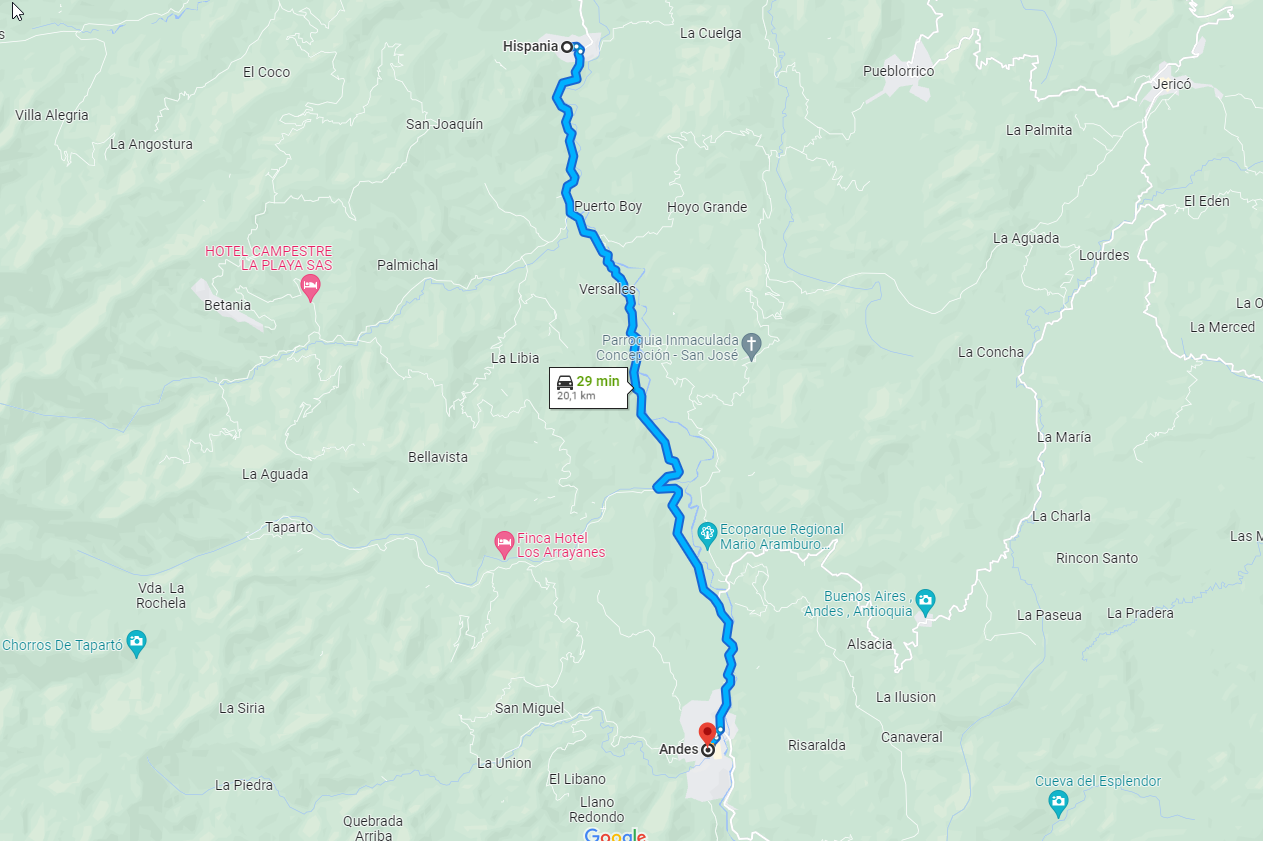 Hispania
La Cuelga
El Coco
Pueblorrico
Jericó
Villa Alegria
La Angostura
San Joaquín
La Palmita
Puerto Boy
Hoyo Grande
El Eden
HOTEL CAMPESTRE
LA PLAYA SAS
Palmichal
La Aguada
Lourdes
Betania
Versalles
La O
La Merced
Parroquia Inmaculada
Concepción - San José
La Libia
La Concha
29 min
20,1 km
La María
Bellavista
La Aguada
Taparto
La Charla
Finca Hotel
Los Arrayanes
Ecoparque Regional
Mario Aramburo...
Las M
Rincon Santo
Vda. La
Rochela
Buenos Aires ,
Andes , Antioquia
La Paseua
La Pradera
Chorros De Tapartó
Alsacia
La Siria
San Miguel
La Ilusion
Andes
Risaralda
Canaveral
La Union
El Libano
La Piedra
Cueva del Esplendor
Llano
Redondo
Quebrada
Arriba
Google